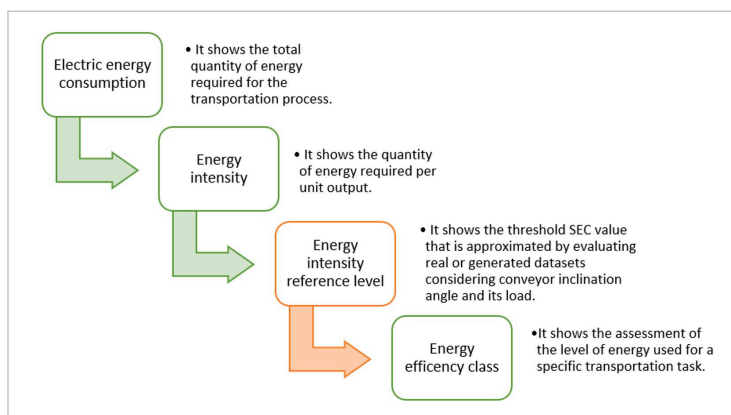 Electric energy
consumption
• It shows the total
quantity of energy
required for the
transportation process.
Energy
intensity
• It shows the quantity
of energy required per
unit output.
Energy
intensity
reference level
• It shows the threshold SEC value
that is approximated by evaluating
real or generated datasets
considering conveyor inclination
angle and its load.
Energy
efficency class
•It shows the assessment of
the level of energy used for a
specific transportation task.